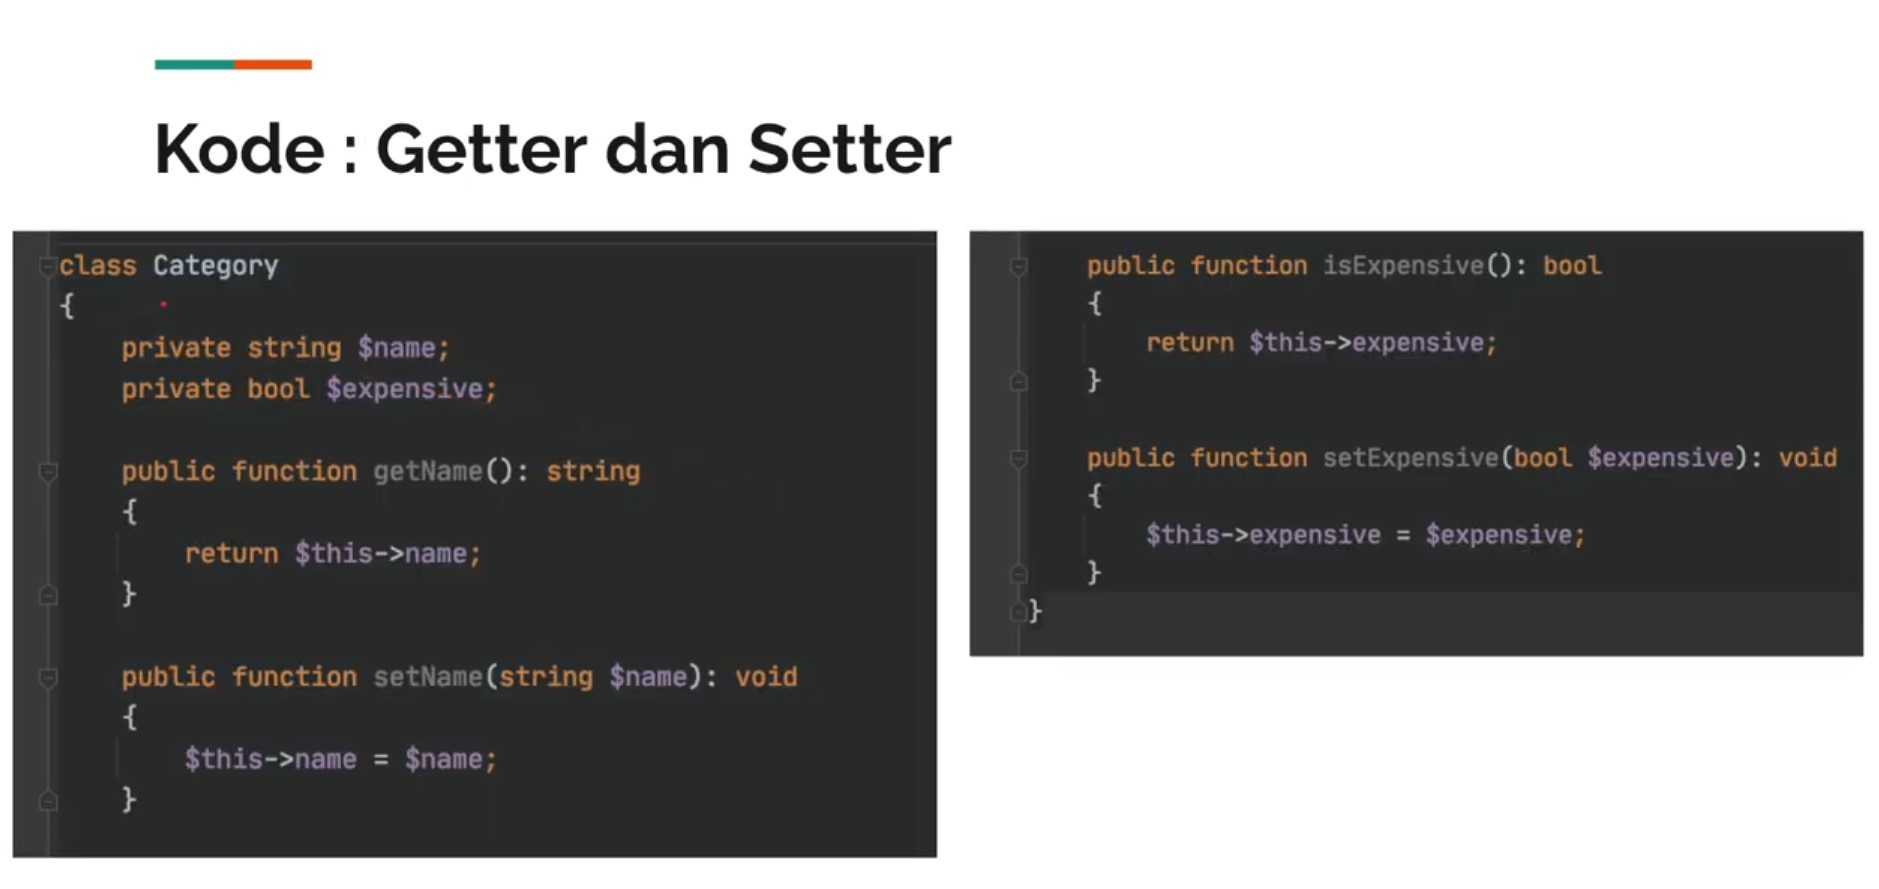 Kode : Getter dan Setter
class Category
{
    private string $name;
    private bool $expensive;
    public function getName(): string
    {
        return $this->name;
    }
    public function setName(string $name): void
    {
        $this->name = $name;
    }
    public function isExpensive(): bool
    {
        return $this->expensive;
    }
    public function setExpensive(bool $expensive): void
    {
        $this->expensive = $expensive;
    }
}